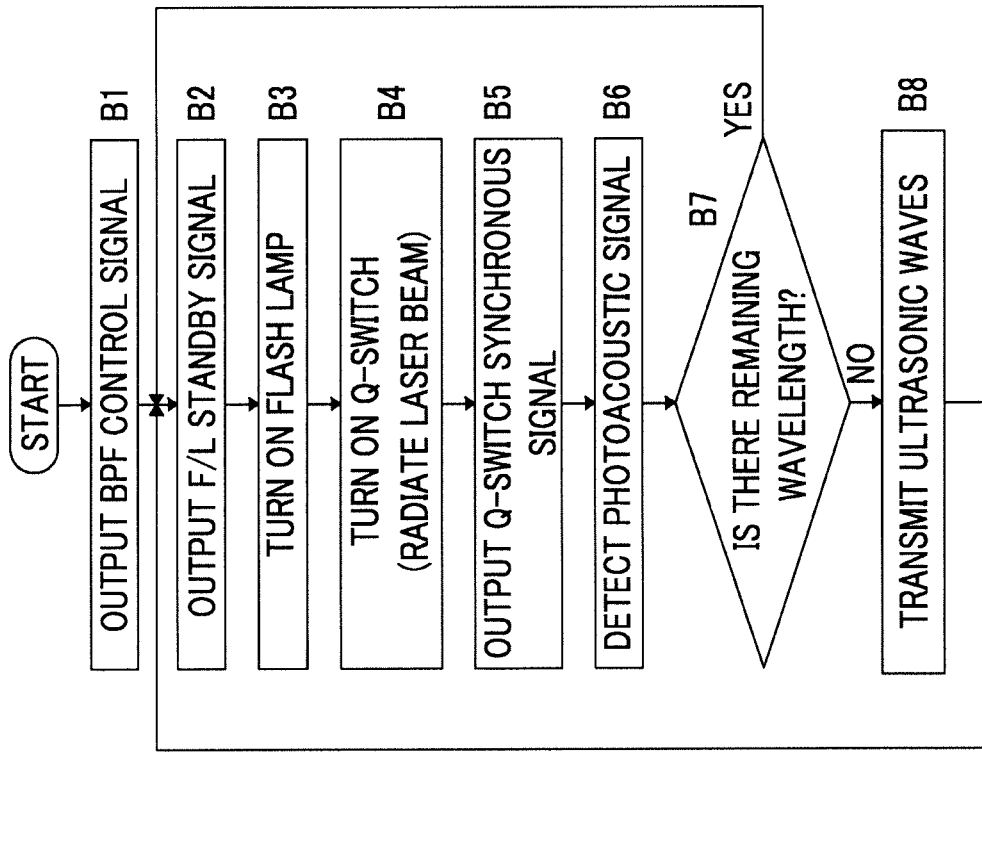 START
OUTPUT BPF CONTROL SIGNAL
B1
OUTPUT F/L STANDBY SIGNAL
B2
TURN ON FLASH LAMP
B3
TURN ON Q-SWITCH
(RADIATE LASER BEAM)
B4
OUTPUT Q-SWITCH SYNCHRONOUS
SIGNAL
B5
DETECT PHOTOACOUSTIC SIGNAL
B6
B7
YES
IS THERE REMAINING
WAVELENGTH?
NO
TRANSMIT ULTRASONIC WAVES
B8